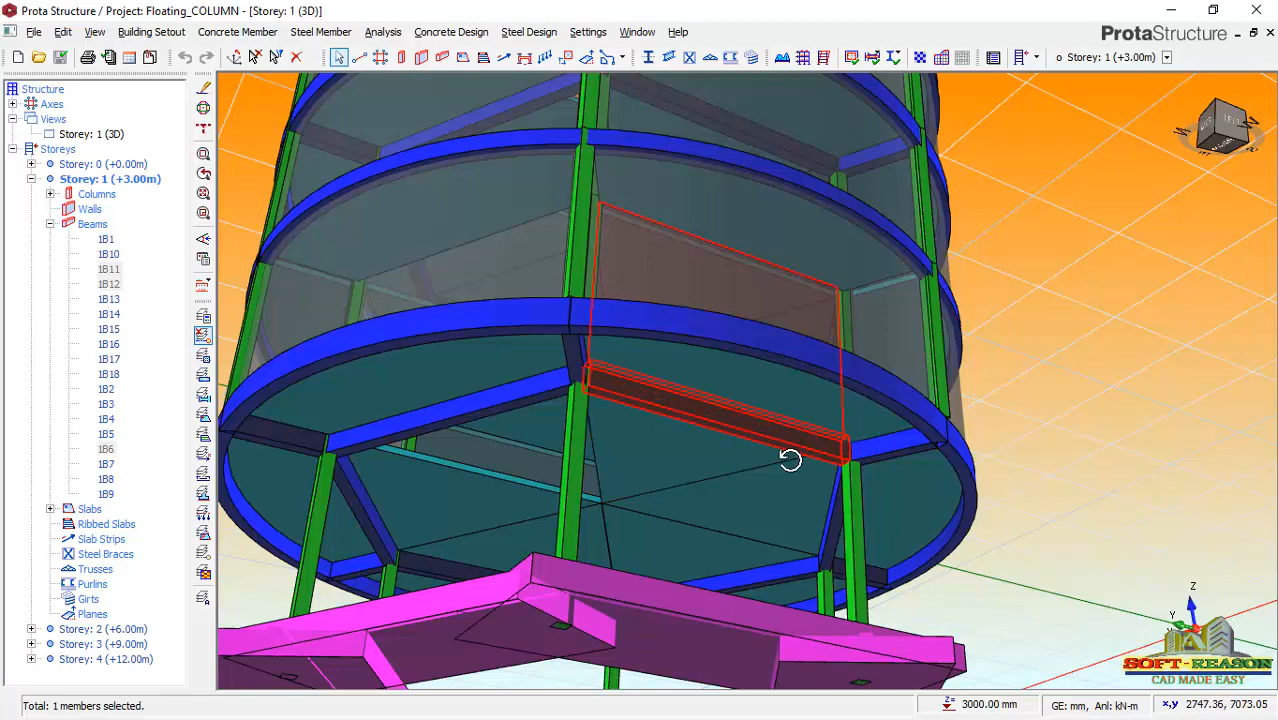 Prota Structure / Project: Floating_COLUMN - [Storey: 1 (3D)]
File Edit View Building Setout Concrete Member Steel Member Analysis Concrete Design Steel Design Settings Window Help
ProtaStructure
Storey: 1 (+3.00m)
Structure
Axes
Views
Storey: 1 (3D)
Storeys
Storey: 0 (+0.00m)
Storey: 1 (+3.00m)
Columns
Walls
Beams
1B1
1B10
1B11
1B12
1B13
1B14
1B15
1B16
1B17
1B18
1B2
1B3
1B4
1B5
1B6
1B7
1B8
1B9
Slabs
Ribbed Slabs
Slab Strips
Steel Braces
Trusses
Purlins
Girts
Planes
Storey: 2 (+6.00m)
Storey: 3 (+9.00m)
Storey: 4 (+12.00m)
Z
Y
SOFT-REASON
CAD MADE EASY
Total: 1 members selected.
Z= 3000.00 mm
GE: mm, Anl: kN-m
x,y 2747.36, 7073.05